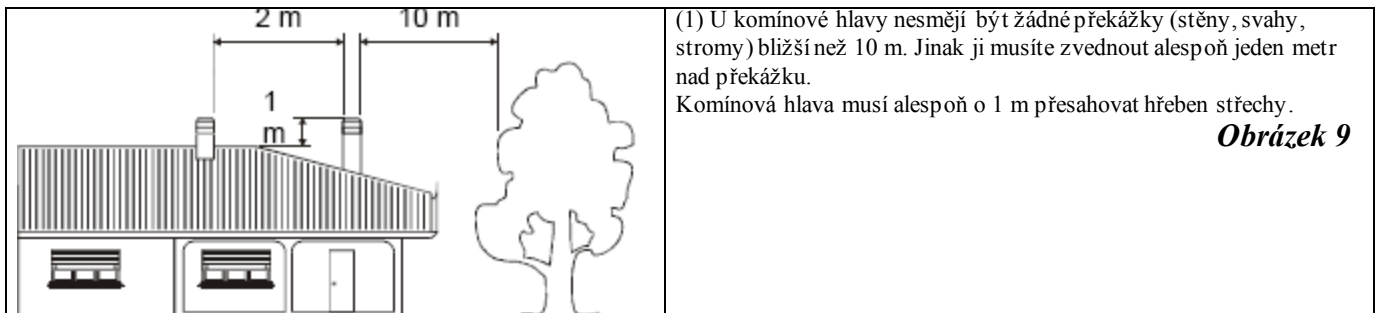 2 m
10 m
1
m
(1) U komínové hlavy nesmějí být žádné překážky (stěny, svahy,
stromy) bližší než 10 m. Jinak ji musíte zvednout alespoň jeden metr
nad překážku.
Komínová hlava musí alespoň o 1 m přesahovat hřeben střechy.
Obrázek 9